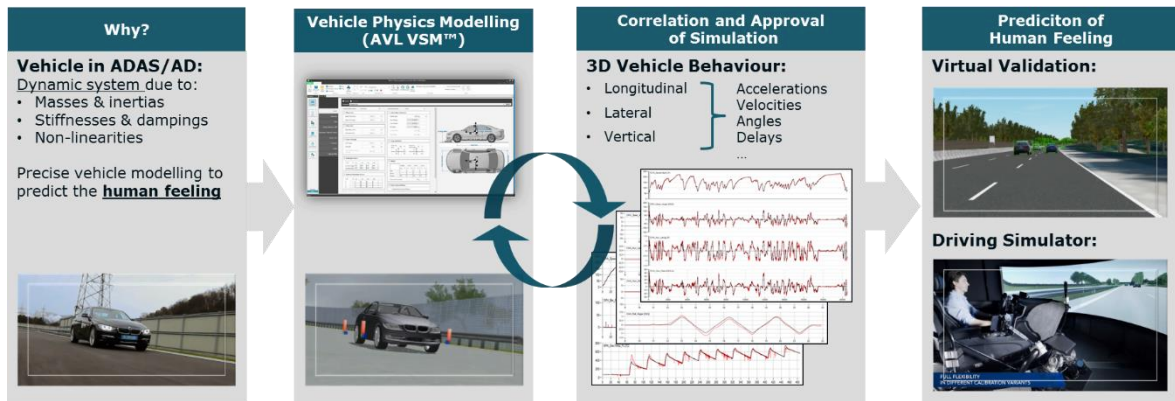 Why?
Vehicle in ADAS/AD:
Dynamic system due to:
• Masses & inertias
• Stiffnesses & dampings
• Non-linearities
Precise vehicle modelling to
predict the human feeling
Vehicle Physics Modelling
(AVL VSM™)
Correlation and Approval
of Simulation
3D Vehicle Behaviour:
• Longitudinal
• Lateral
• Vertical
Accelerations
Velocities
Angles
Delays
...
Prediciton of
Human Feeling
Virtual Validation:
Driving Simulator:
FULL FLEXIBILITY
IN DIFFERENT CALIBRATION VARIANTS